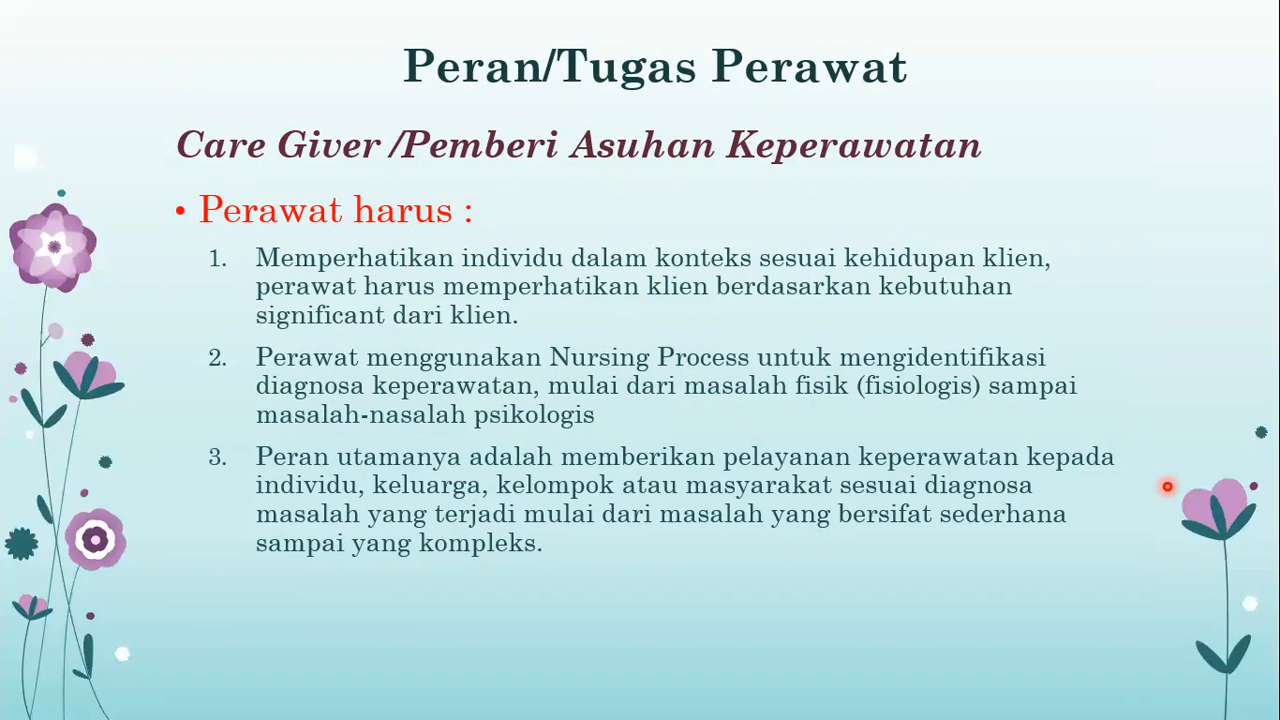 Peran/Tugas Perawat
Care Giver /Pemberi Asuhan Keperawatan
• Perawat harus :
1. Memperhatikan individu dalam konteks sesuai kehidupan klien,
perawat harus memperhatikan klien berdasarkan kebutuhan
significant dari klien.
2. Perawat menggunakan Nursing Process untuk mengidentifikasi
diagnosa keperawatan, mulai dari masalah fisik (fisiologis) sampai
masalah-nasalah psikologis
3. Peran utamanya adalah memberikan pelayanan keperawatan kepada
individu, keluarga, kelompok atau masyarakat sesuai diagnosa
masalah yang terjadi mulai dari masalah yang bersifat sederhana
sampai yang kompleks.